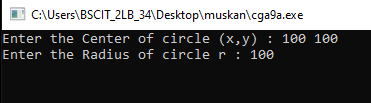 C:\Users\BSCIT_2LB_34\Desktop\muskan\cga9a.exe
Enter the Center of circle (x,y) : 100 100
Enter the Radius of circle r : 100